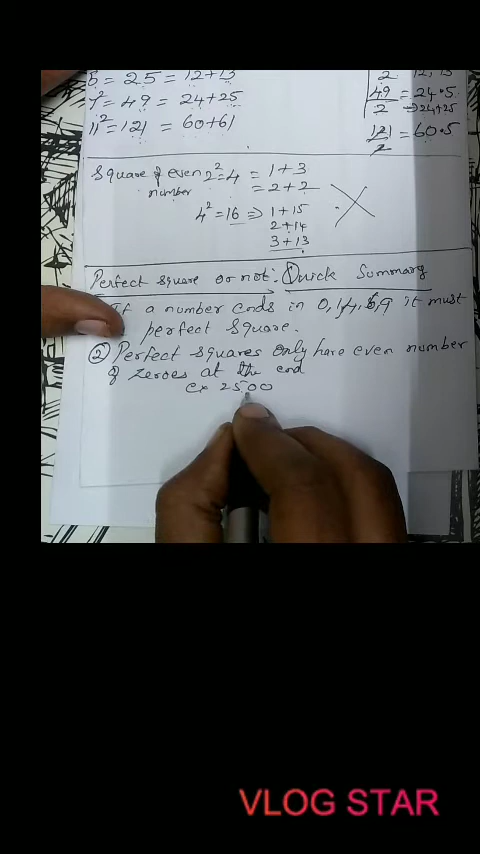 5² = 25 = 12+13
7² = 49 = 24+25
11² = 121 = 60+61
2
49/2 = 24.5
→ 24+25
121/2 = 60.5
Square of even number 2² = 4 = 1+3
= 2+2
4² = 16 => 1+15
2+14
3+13
Perfect square or not: Quick Summary
If a number ends in 0,1,4,5,9 it must
perfect square.
② Perfect squares only have even number
of zeroes at the end
ex 2500
VLOG STAR